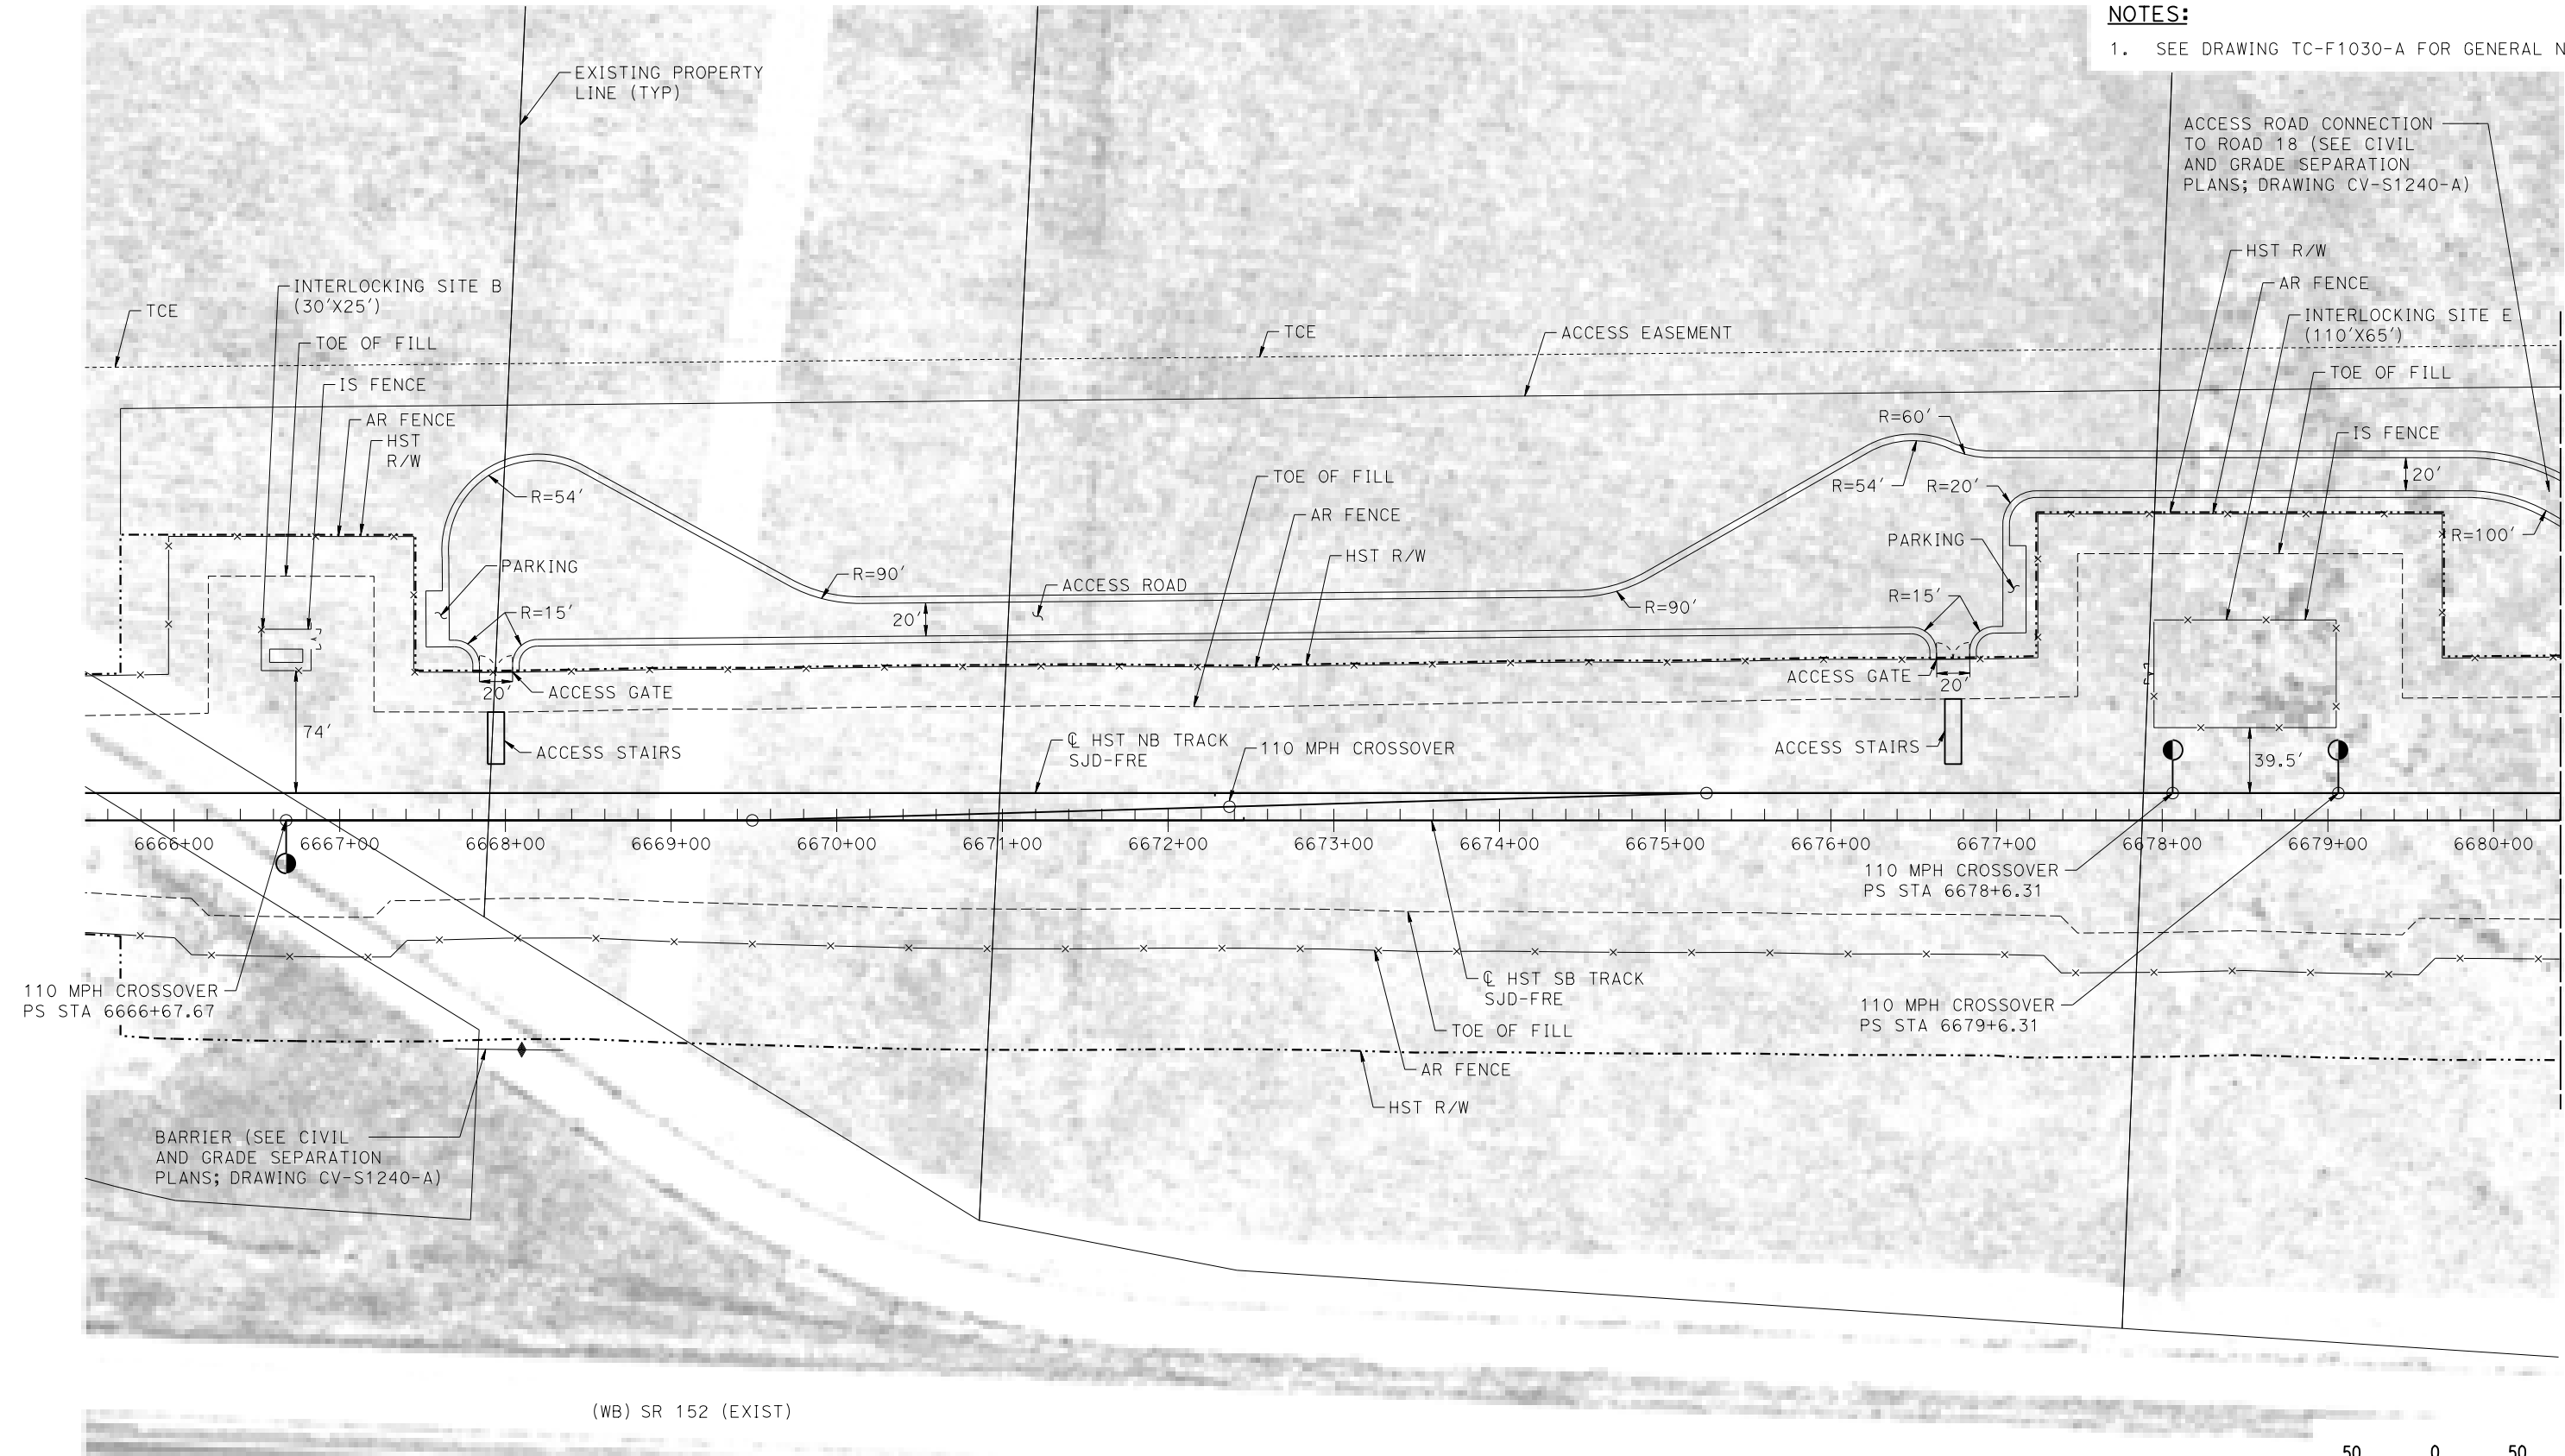 NOTES:
1. SEE DRAWING TC-F1030-A FOR GENERAL N
EXISTING PROPERTY
LINE (TYP)
ACCESS ROAD CONNECTION
TO ROAD 18 (SEE CIVIL
AND GRADE SEPARATION
PLANS; DRAWING CV-S1240-A)
HST R/W
AR FENCE
INTERLOCKING SITE E
(110'X65')
TOE OF FILL
IS FENCE
TCE
INTERLOCKING SITE B
(30'X25')
TOE OF FILL
IS FENCE
AR FENCE
HST
R/W
TCE
ACCESS EASEMENT
R=60'
R=54'
R=20'
20'
R=100'
R=54'
TOE OF FILL
AR FENCE
HST R/W
PARKING
PARKING
R=90'
ACCESS ROAD
R=15'
20'
R=90'
R=15'
20'
ACCESS GATE
ACCESS GATE
20'
74'
ACCESS STAIRS
℄ HST NB TRACK
SJD-FRE
110 MPH CROSSOVER
ACCESS STAIRS
39.5'
6666+00 6667+00 6668+00 6669+00 6670+00 6671+00 6672+00 6673+00 6674+00 6675+00 6676+00 6677+00 6678+00 6679+00 6680+00
110 MPH CROSSOVER
PS STA 6678+6.31
110 MPH CROSSOVER
PS STA 6666+67.67
℄ HST SB TRACK
SJD-FRE
110 MPH CROSSOVER
PS STA 6679+6.31
TOE OF FILL
AR FENCE
HST R/W
BARRIER (SEE CIVIL
AND GRADE SEPARATION
PLANS; DRAWING CV-S1240-A)
(WB) SR 152 (EXIST)
50 0 50